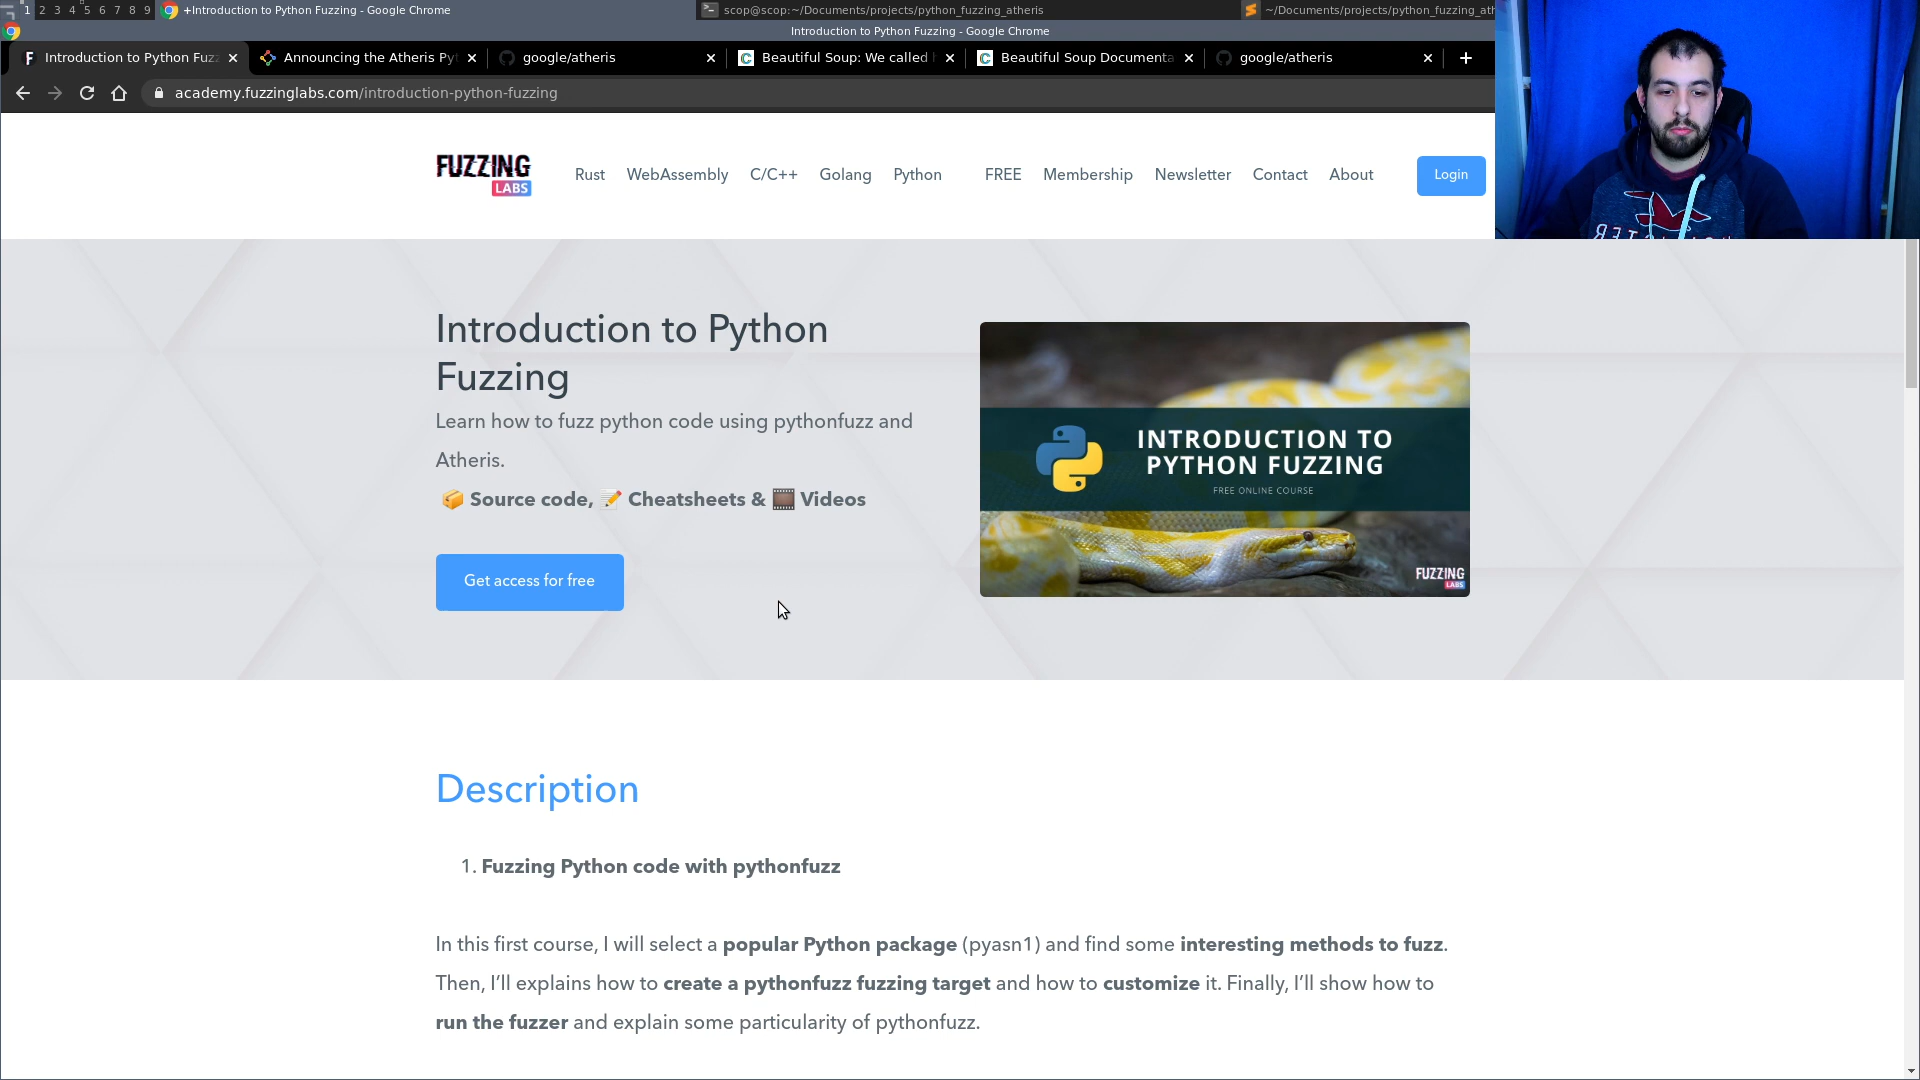 1 2 3 4 5 6 7 8 9 +Introduction to Python Fuzzing - Google Chrome scop@scop:~/Documents/projects/python_fuzzing_atheris ~/Documents/projects/python_fuzzing_ath
Introduction to Python Fuzzing - Google Chrome
Introduction to Python Fuzz Announcing the Atheris Pyt google/atheris Beautiful Soup: We called Beautiful Soup Documenta google/atheris
academy.fuzzinglabs.com/introduction-python-fuzzing
FUZZING
LABS
Rust WebAssembly C/C++ Golang Python FREE Membership Newsletter Contact About Login
Introduction to Python
Fuzzing
Learn how to fuzz python code using pythonfuzz and
Atheris.
📦 Source code, 📝 Cheatsheets & 🎞 Videos
Get access for free
INTRODUCTION TO
PYTHON FUZZING
FREE ONLINE COURSE
FUZZING
LABS
Description
1. Fuzzing Python code with pythonfuzz
In this first course, I will select a popular Python package (pyasn1) and find some interesting methods to fuzz.
Then, I’ll explains how to create a pythonfuzz fuzzing target and how to customize it. Finally, I’ll show how to
run the fuzzer and explain some particularity of pythonfuzz.